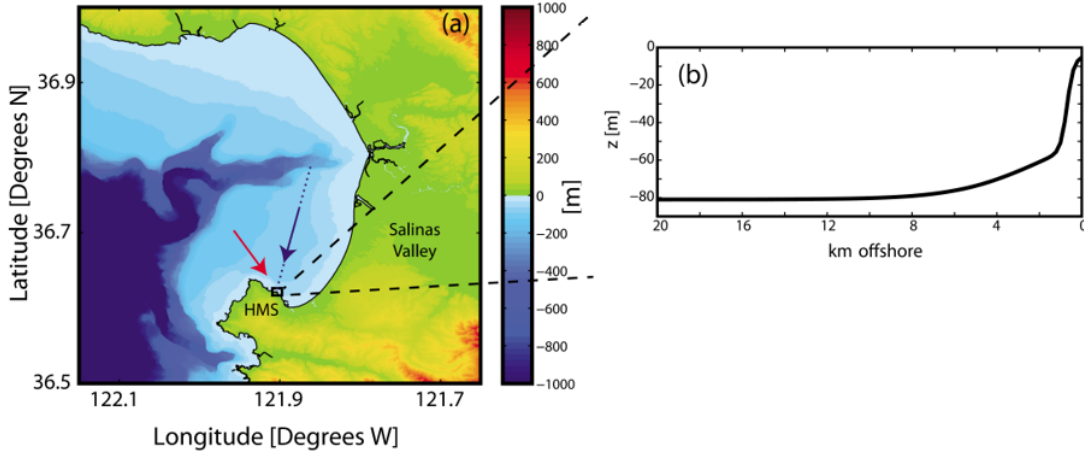 (a)
36.9
36.7
36.5
Latitude [Degrees N]
122.1
121.9
121.7
Longitude [Degrees W]
Salinas
Valley
HMS
1000
800
600
400
200
0
−200
−400
−600
−800
−1000
[m]
(b)
0
−20
−40
−60
−80
z [m]
20
16
12
8
4
0
km offshore